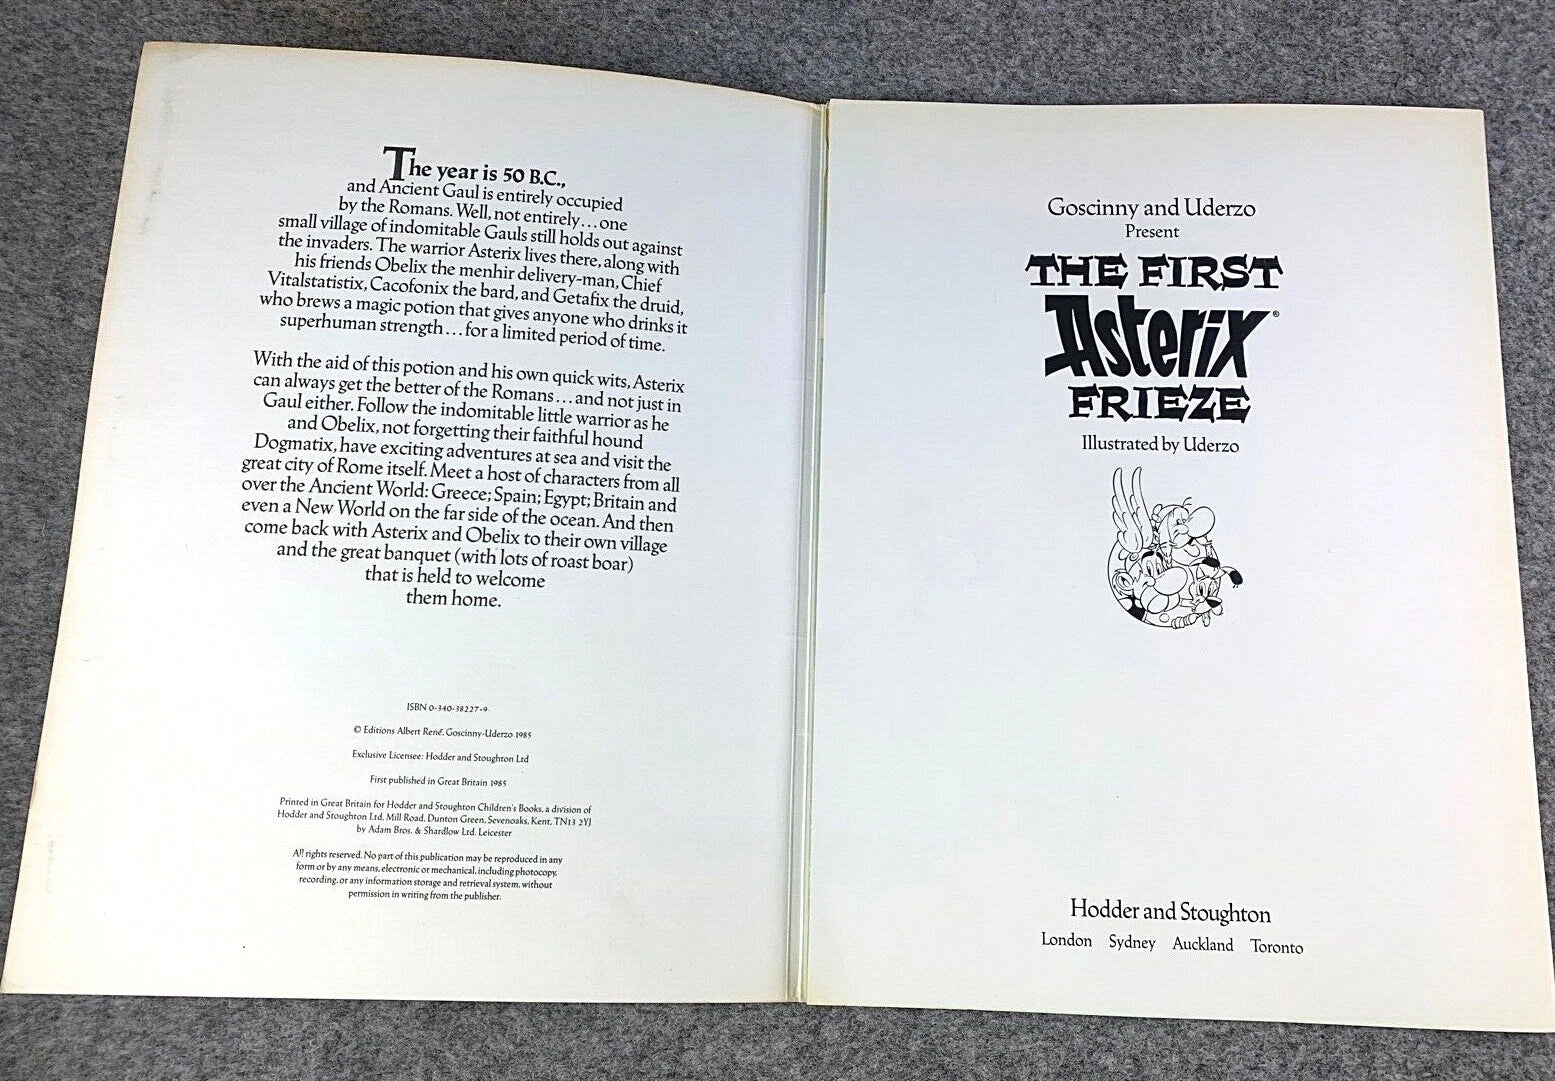 The year is 50 B.C.,
and Ancient Gaul is entirely occupied
by the Romans. Well, not entirely...one
small village of indomitable Gauls still holds out against
the invaders. The warrior Asterix lives there, along with
his friends Obelix the menhir delivery-man, Chief
Vitalstatistix, Cacofonix the bard, and Getafix the druid,
who brews a magic potion that gives anyone who drinks it
superhuman strength...for a limited period of time.
With the aid of this potion and his own quick wits, Asterix
can always get the better of the Romans...and not just in
Gaul either. Follow the indomitable little warrior as he
and Obelix, not forgetting their faithful hound
Dogmatix, have exciting adventures at sea and visit the
great city of Rome itself. Meet a host of characters from all
over the Ancient World: Greece; Spain; Egypt; Britain and
even a New World on the far side of the ocean. And then
come back with Asterix and Obelix to their own village
and the great banquet (with lots of roast boar)
that is held to welcome
them home.
ISBN 0-340-38227-9
© Editions Albert René, Goscinny-Uderzo 1985
Exclusive Licensee: Hodder and Stoughton Ltd
First published in Great Britain 1985
Printed in Great Britain for Hodder and Stoughton Children's Books, a division of
Hodder and Stoughton Ltd, Mill Road, Dunton Green, Sevenoaks, Kent, TN13 2YJ
by Adam Bros. & Shardlow Ltd. Leicester
All rights reserved. No part of this publication may be reproduced in any
form or by any means, electronic or mechanical, including photocopy,
recording, or any information storage and retrieval system, without
permission in writing from the publisher.
Goscinny and Uderzo
Present
THE FIRST
Asterix®
FRIEZE
Illustrated by Uderzo
Hodder and Stoughton
London Sydney Auckland Toronto